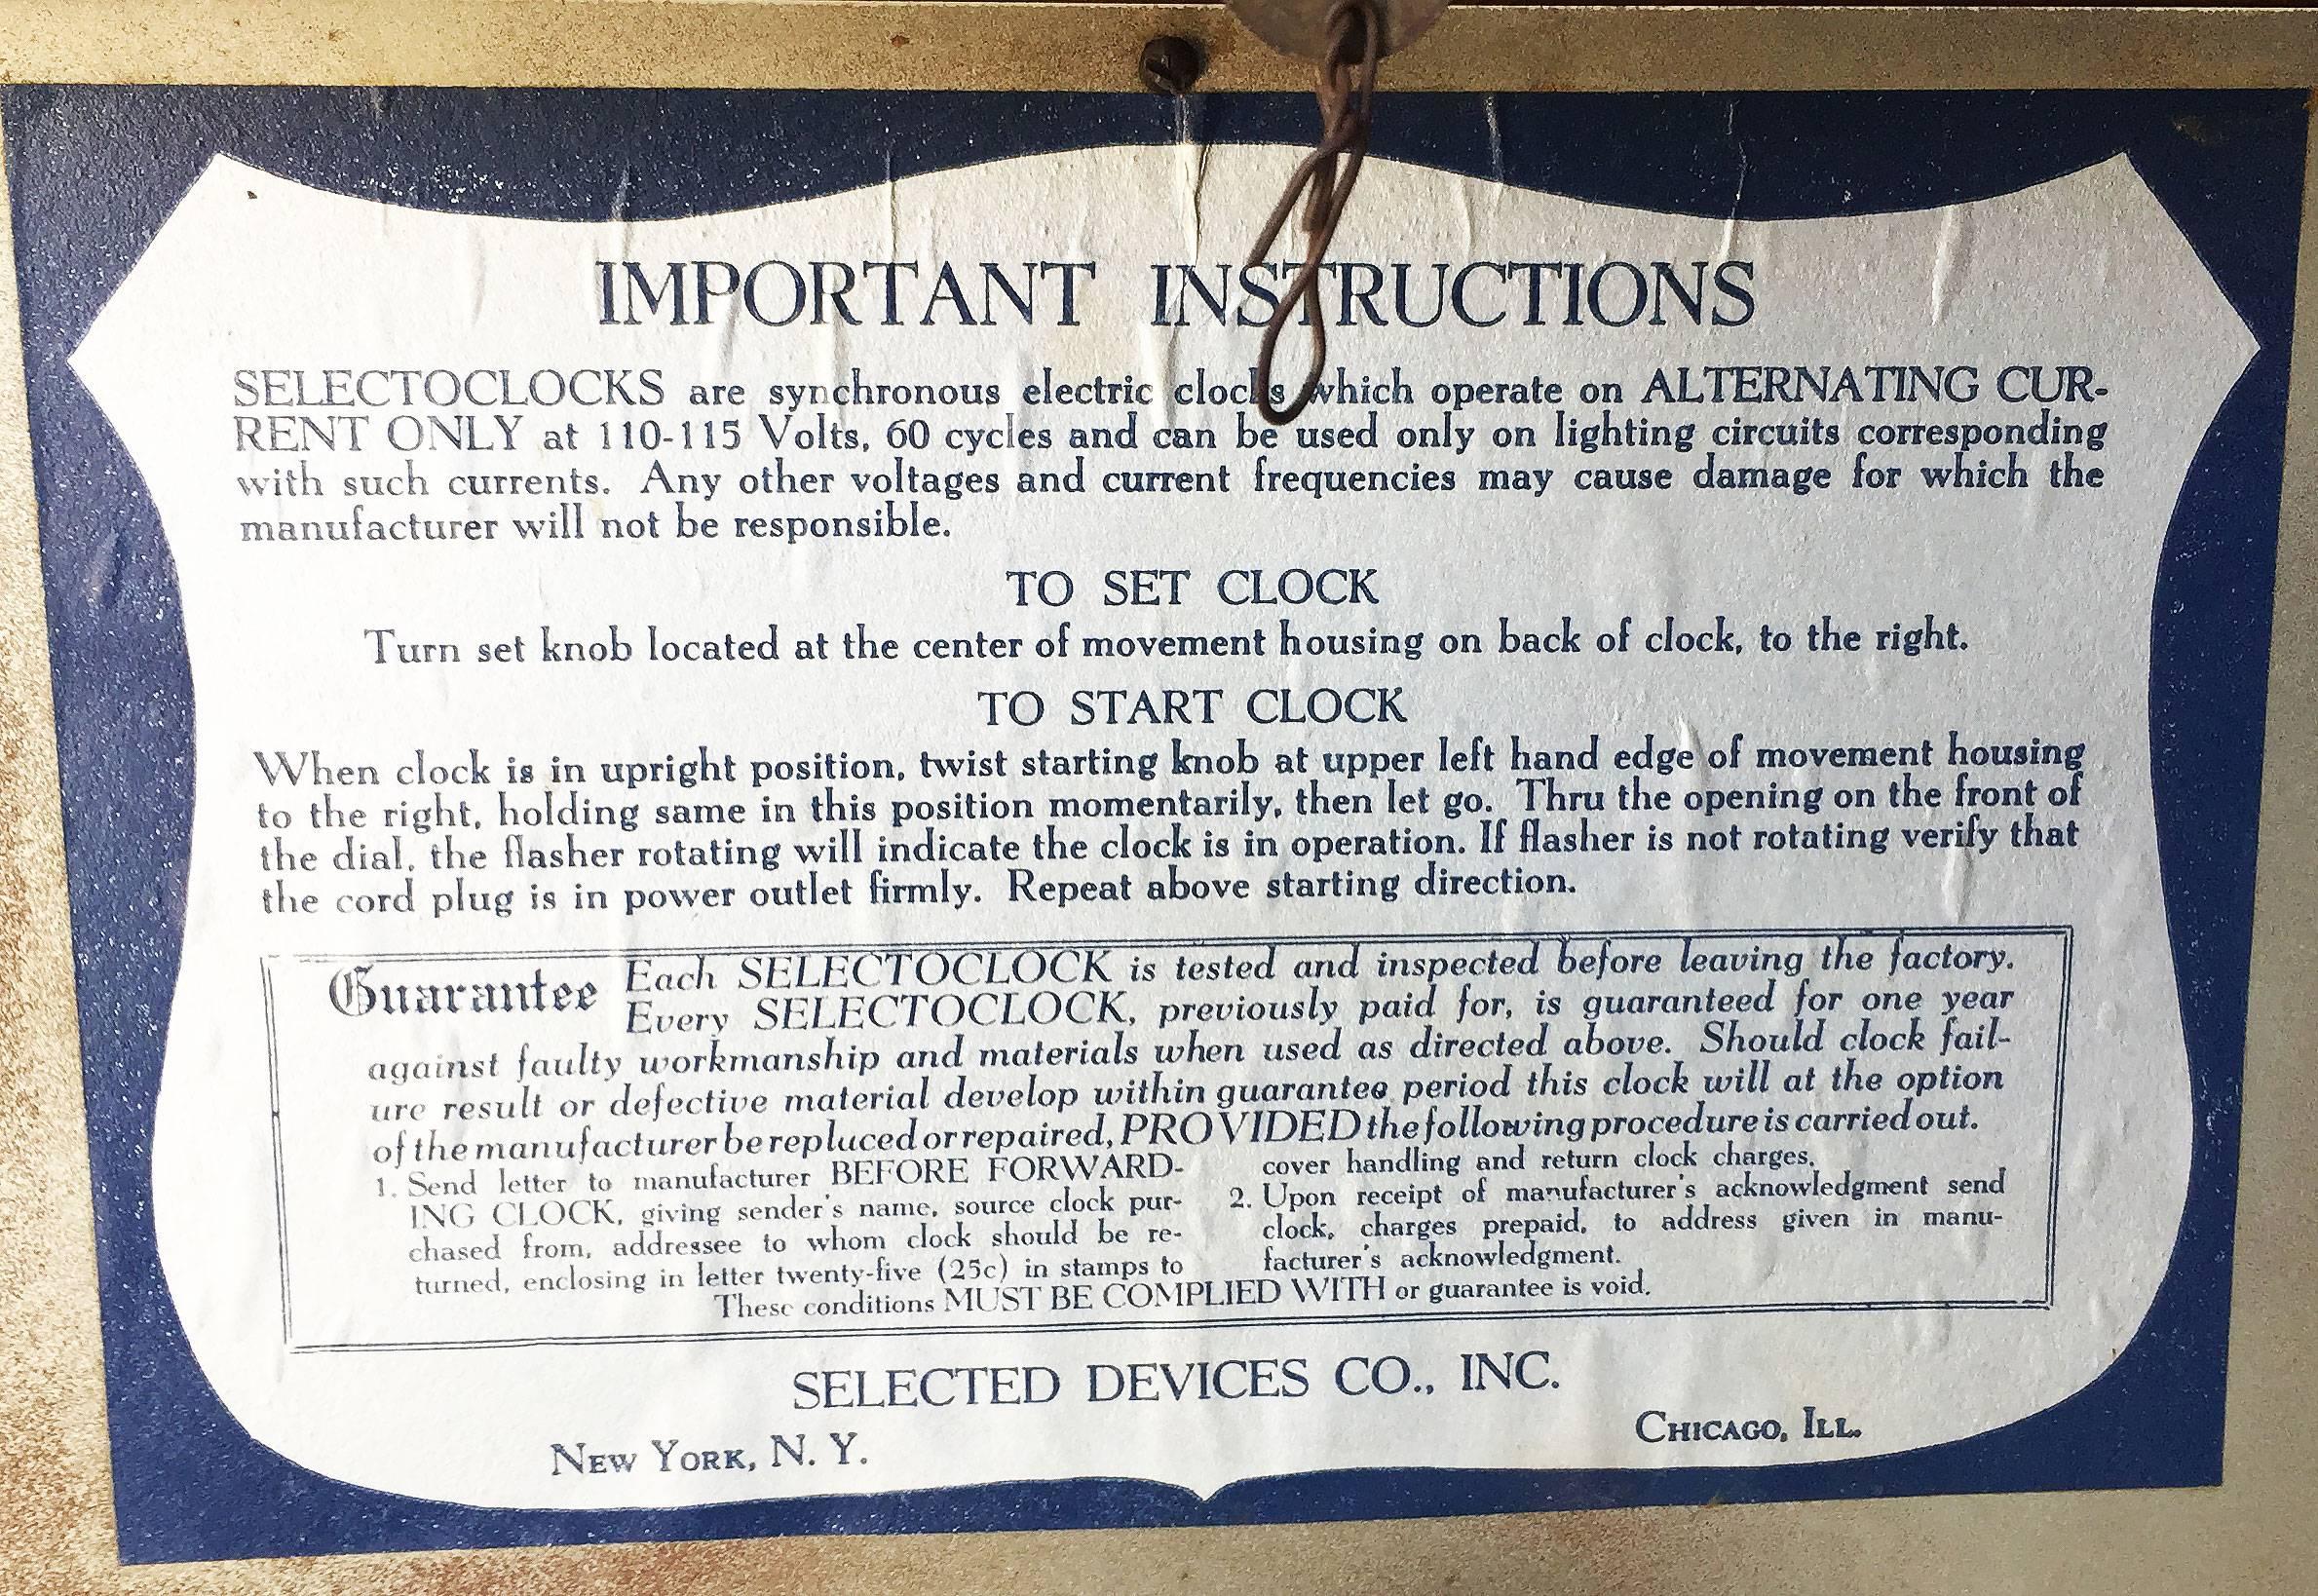 IMPORTANT INSTRUCTIONS
SELECTOCLOCKS are synchronous electric clocks which operate on ALTERNATING CUR-
RENT ONLY at 110-115 Volts, 60 cycles and can be used only on lighting circuits corresponding
with such currents. Any other voltages and current frequencies may cause damage for which the
manufacturer will not be responsible.
TO SET CLOCK
Turn set knob located at the center of movement housing on back of clock, to the right.
TO START CLOCK
When clock is in upright position, twist starting knob at upper left hand edge of movement housing
to the right, holding same in this position momentarily, then let go. Thru the opening on the front of
the dial, the flasher rotating will indicate the clock is in operation. If flasher is not rotating verify that
the cord plug is in power outlet firmly. Repeat above starting direction.
Guarantee Each SELECTOCLOCK is tested and inspected before leaving the factory.
Every SELECTOCLOCK, previously paid for, is guaranteed for one year
against faulty workmanship and materials when used as directed above. Should clock fail-
ure result or defective material develop within guarantee period this clock will at the option
of the manufacturer be replaced or repaired, PROVIDED the following procedure is carried out.
1. Send letter to manufacturer BEFORE FORWARD-
ING CLOCK, giving sender's name, source clock pur-
chased from, addressee to whom clock should be re-
turned, enclosing in letter twenty-five (25c) in stamps to
cover handling and return clock charges.
2. Upon receipt of manufacturer's acknowledgment send
clock, charges prepaid, to address given in manu-
facturer's acknowledgment.
These conditions MUST BE COMPLIED WITH or guarantee is void.
SELECTED DEVICES CO., INC.
NEW YORK, N. Y.
CHICAGO, ILL.